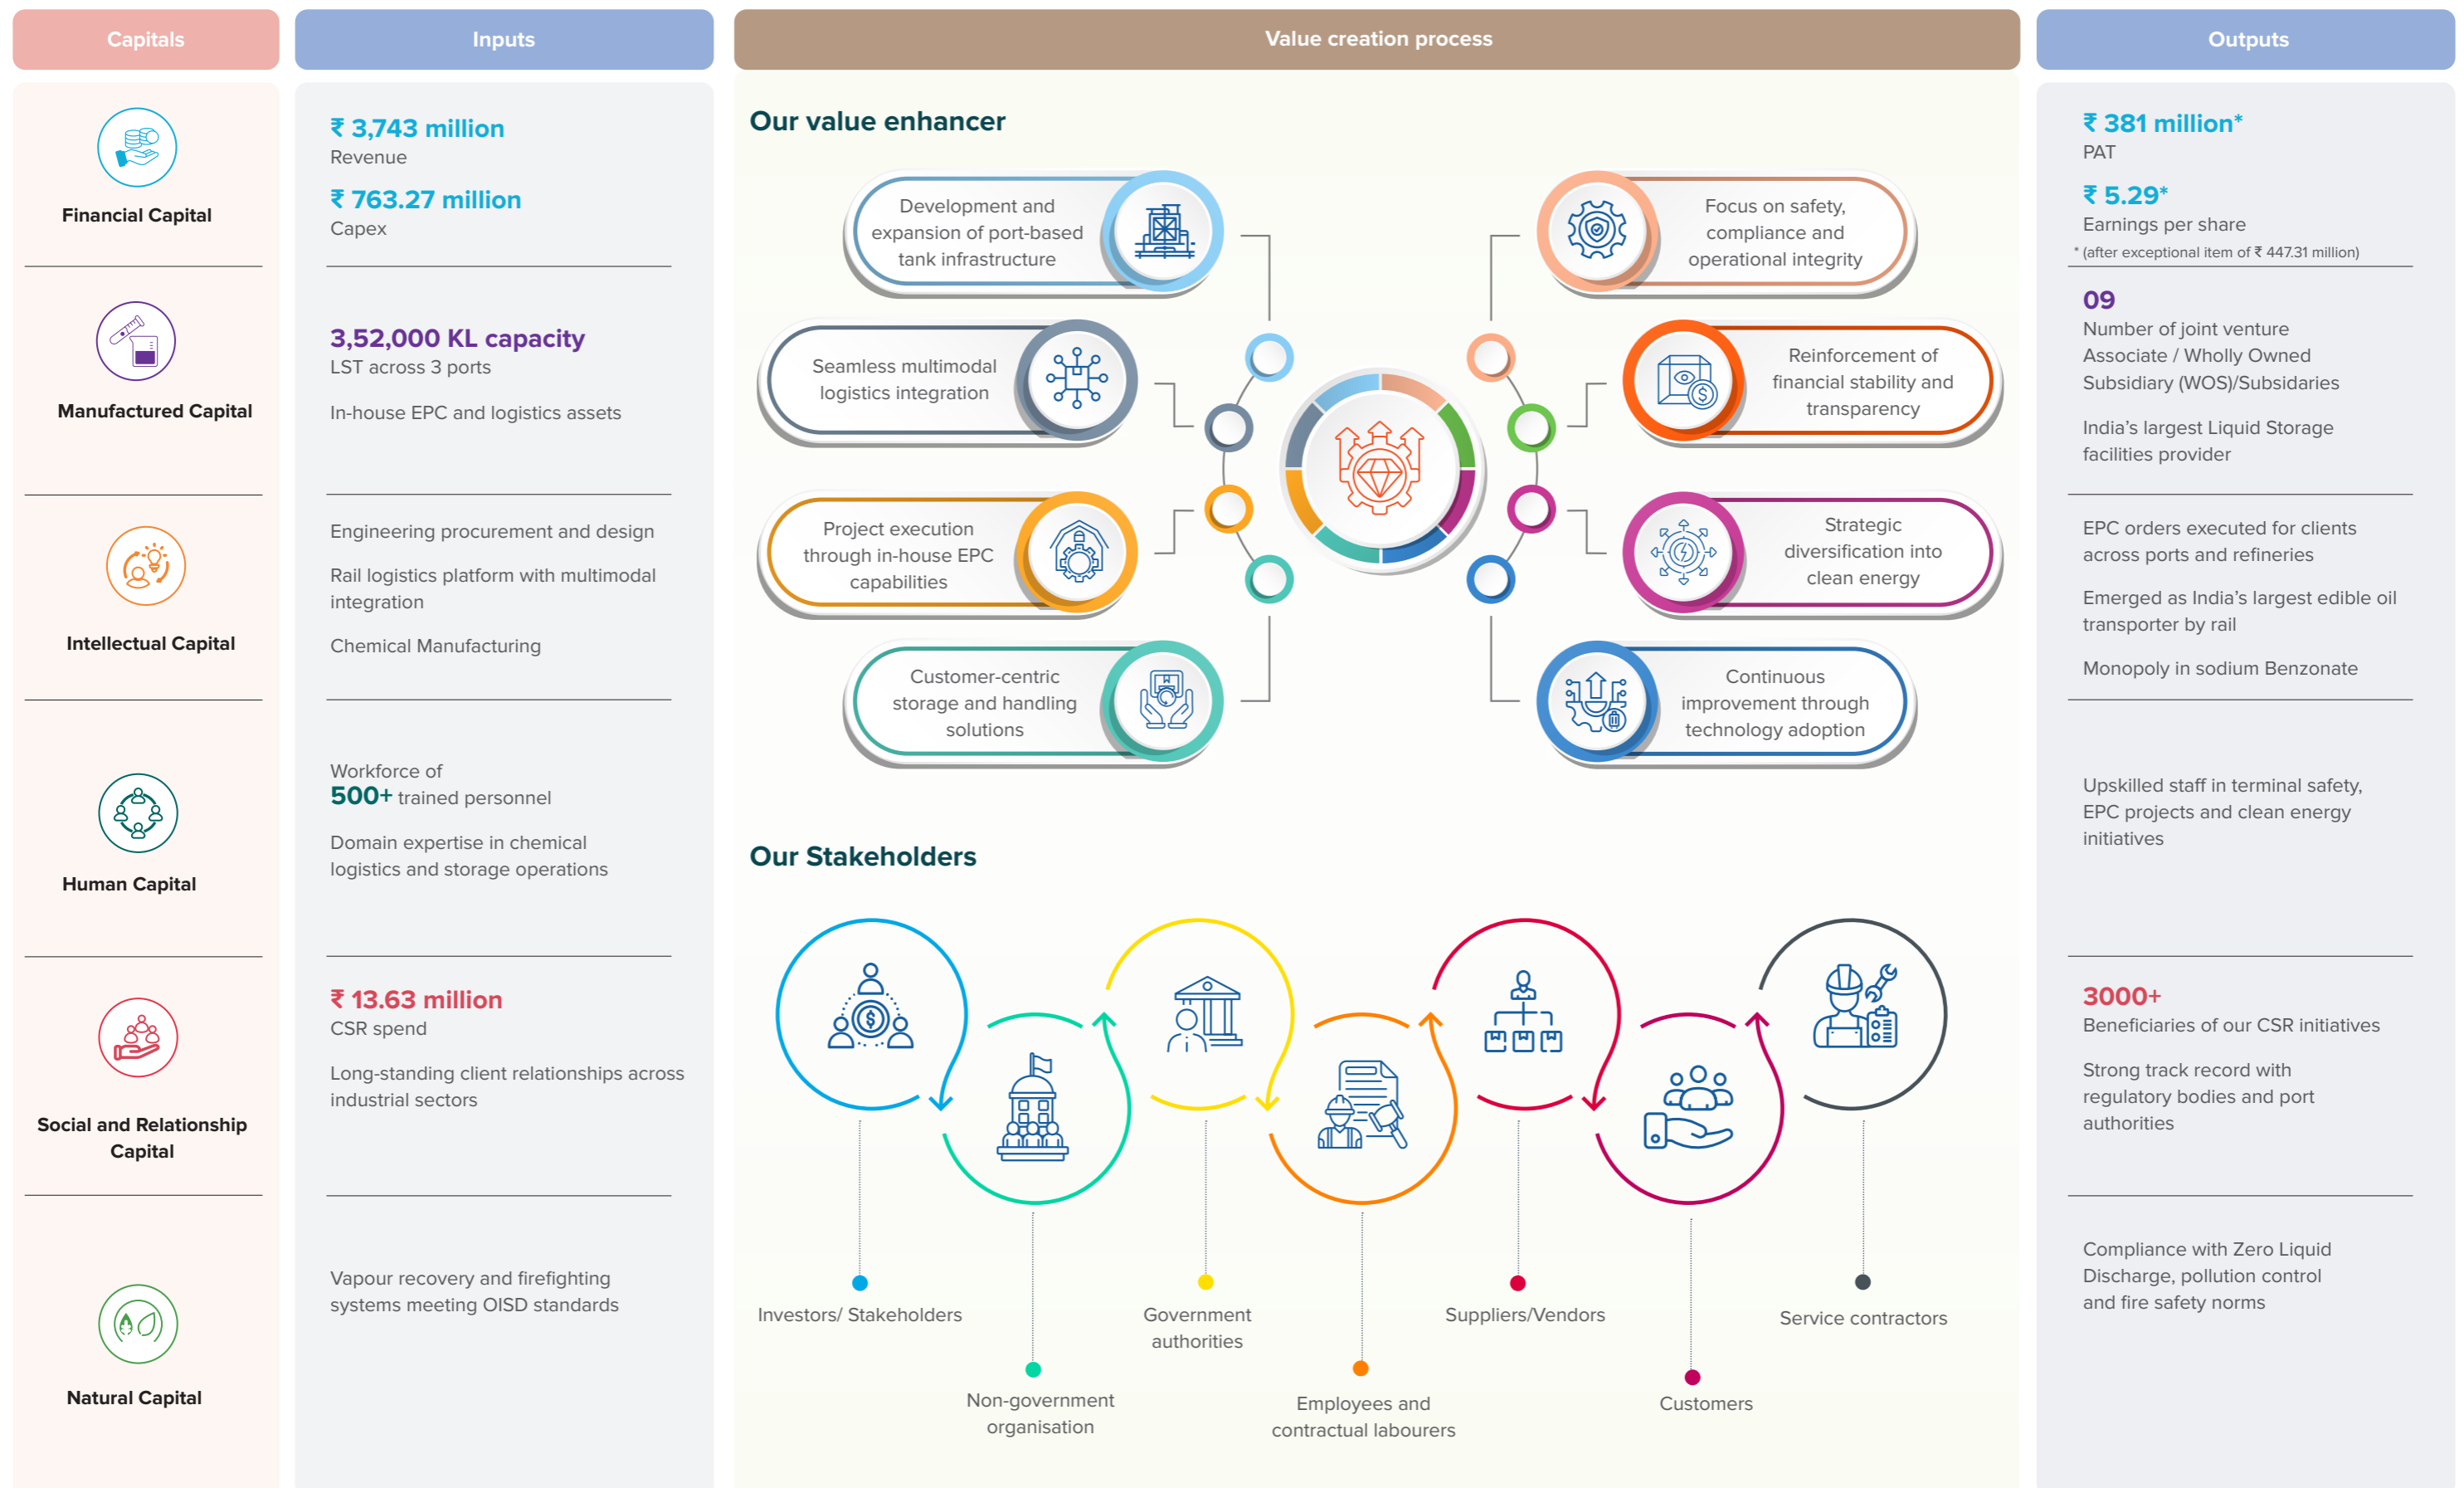 Capitals
Inputs
Value creation process
Outputs
Financial Capital
₹ 3,743 million
Revenue
₹ 763.27 million
Capex
Manufactured Capital
3,52,000 KL capacity
LST across 3 ports
In-house EPC and logistics assets
Intellectual Capital
Engineering procurement and design
Rail logistics platform with multimodal
integration
Chemical Manufacturing
Human Capital
Workforce of
500+ trained personnel
Domain expertise in chemical
logistics and storage operations
Social and Relationship
Capital
₹ 13.63 million
CSR spend
Long-standing client relationships across
industrial sectors
Natural Capital
Vapour recovery and firefighting
systems meeting OISD standards
Our value enhancer
Development and
expansion of port-based
tank infrastructure
Seamless multimodal
logistics integration
Project execution
through in-house EPC
capabilities
Customer-centric
storage and handling
solutions
Focus on safety,
compliance and
operational integrity
Reinforcement of
financial stability and
transparency
Strategic
diversification into
clean energy
Continuous
improvement through
technology adoption
Our Stakeholders
Investors/ Stakeholders
Non-government
organisation
Government
authorities
Employees and
contractual labourers
Suppliers/Vendors
Customers
Service contractors
₹ 381 million*
PAT
₹ 5.29*
Earnings per share
* (after exceptional item of ₹ 447.31 million)
09
Number of joint venture
Associate / Wholly Owned
Subsidiary (WOS)/Subsidaries
India's largest Liquid Storage
facilities provider
EPC orders executed for clients
across ports and refineries
Emerged as India's largest edible oil
transporter by rail
Monopoly in sodium Benzonate
Upskilled staff in terminal safety,
EPC projects and clean energy
initiatives
3000+
Beneficiaries of our CSR initiatives
Strong track record with
regulatory bodies and port
authorities
Compliance with Zero Liquid
Discharge, pollution control
and fire safety norms